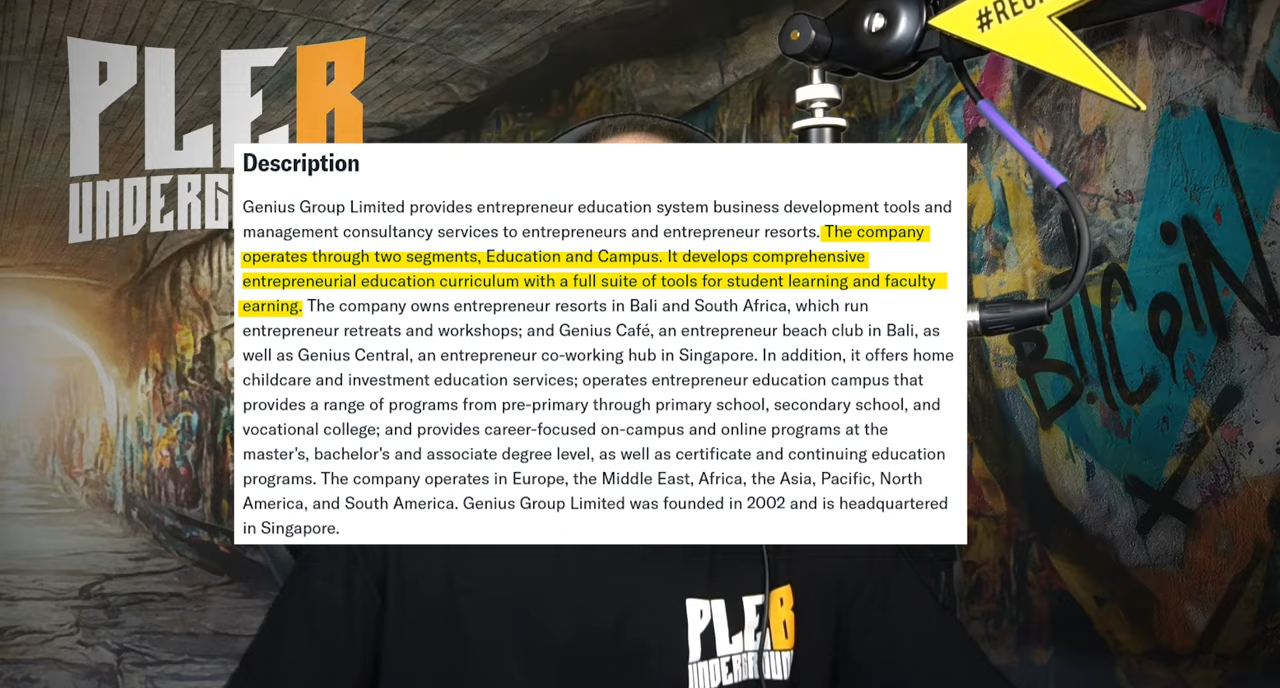 #REC
PLEB
UNDERG
Description
Genius Group Limited provides entrepreneur education system business development tools and
management consultancy services to entrepreneurs and entrepreneur resorts. The company
operates through two segments, Education and Campus. It develops comprehensive
entrepreneurial education curriculum with a full suite of tools for student learning and faculty
earning. The company owns entrepreneur resorts in Bali and South Africa, which run
entrepreneur retreats and workshops; and Genius Café, an entrepreneur beach club in Bali, as
well as Genius Central, an entrepreneur co-working hub in Singapore. In addition, it offers home
childcare and investment education services; operates entrepreneur education campus that
provides a range of programs from pre-primary through primary school, secondary school, and
vocational college; and provides career-focused on-campus and online programs at the
master's, bachelor's and associate degree level, as well as certificate and continuing education
programs. The company operates in Europe, the Middle East, Africa, the Asia, Pacific, North
America, and South America. Genius Group Limited was founded in 2002 and is headquartered
in Singapore.
BITCOIN
PLEB
UNDERGROUND